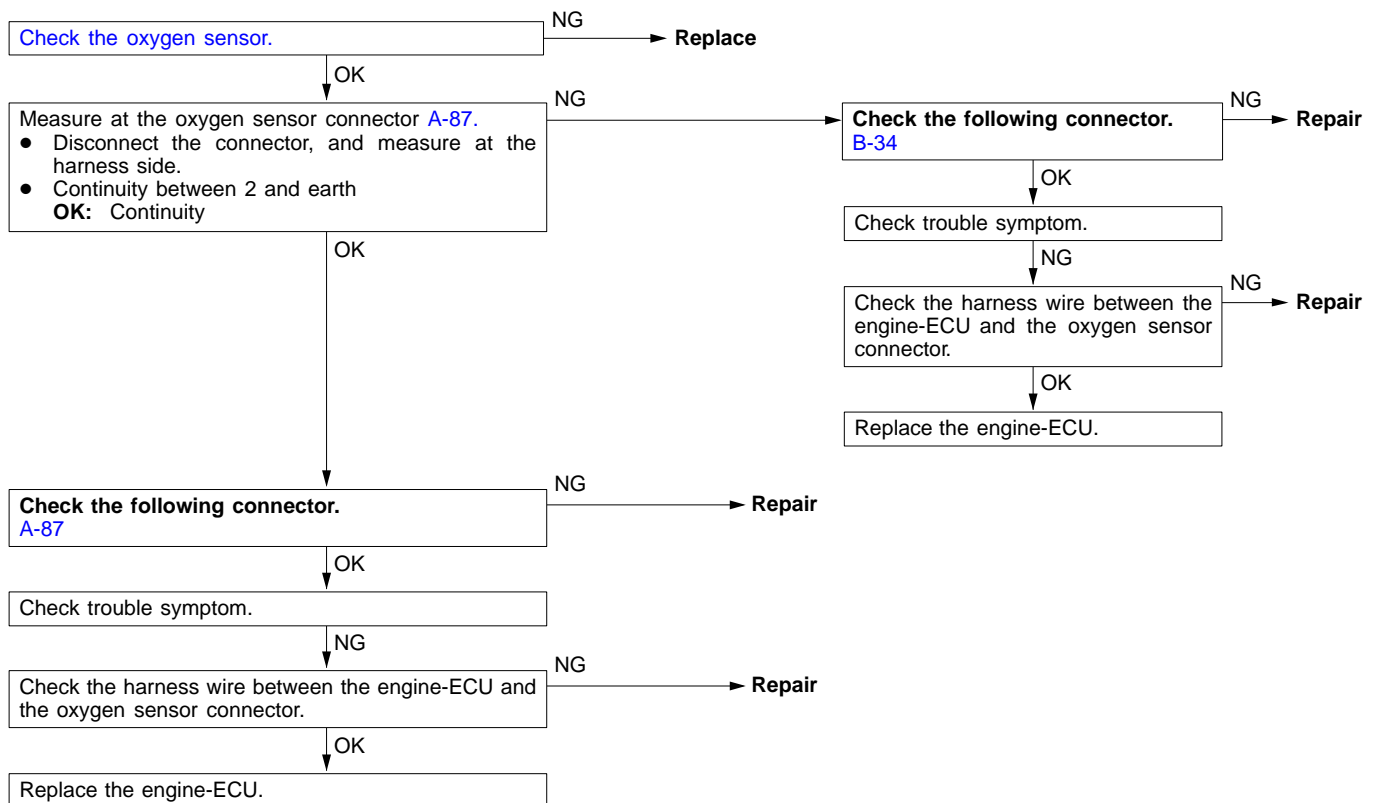 Check the oxygen sensor.
NG
Replace
OK
Measure at the oxygen sensor connector A-87.
● Disconnect the connector, and measure at the
harness side.
● Continuity between 2 and earth
OK: Continuity
NG
Check the following connector.
B-34
NG
Repair
OK
Check trouble symptom.
NG
Check the harness wire between the
engine-ECU and the oxygen sensor
connector.
NG
Repair
OK
Replace the engine-ECU.
OK
Check the following connector.
A-87
NG
Repair
OK
Check trouble symptom.
NG
Check the harness wire between the engine-ECU and
the oxygen sensor connector.
NG
Repair
OK
Replace the engine-ECU.